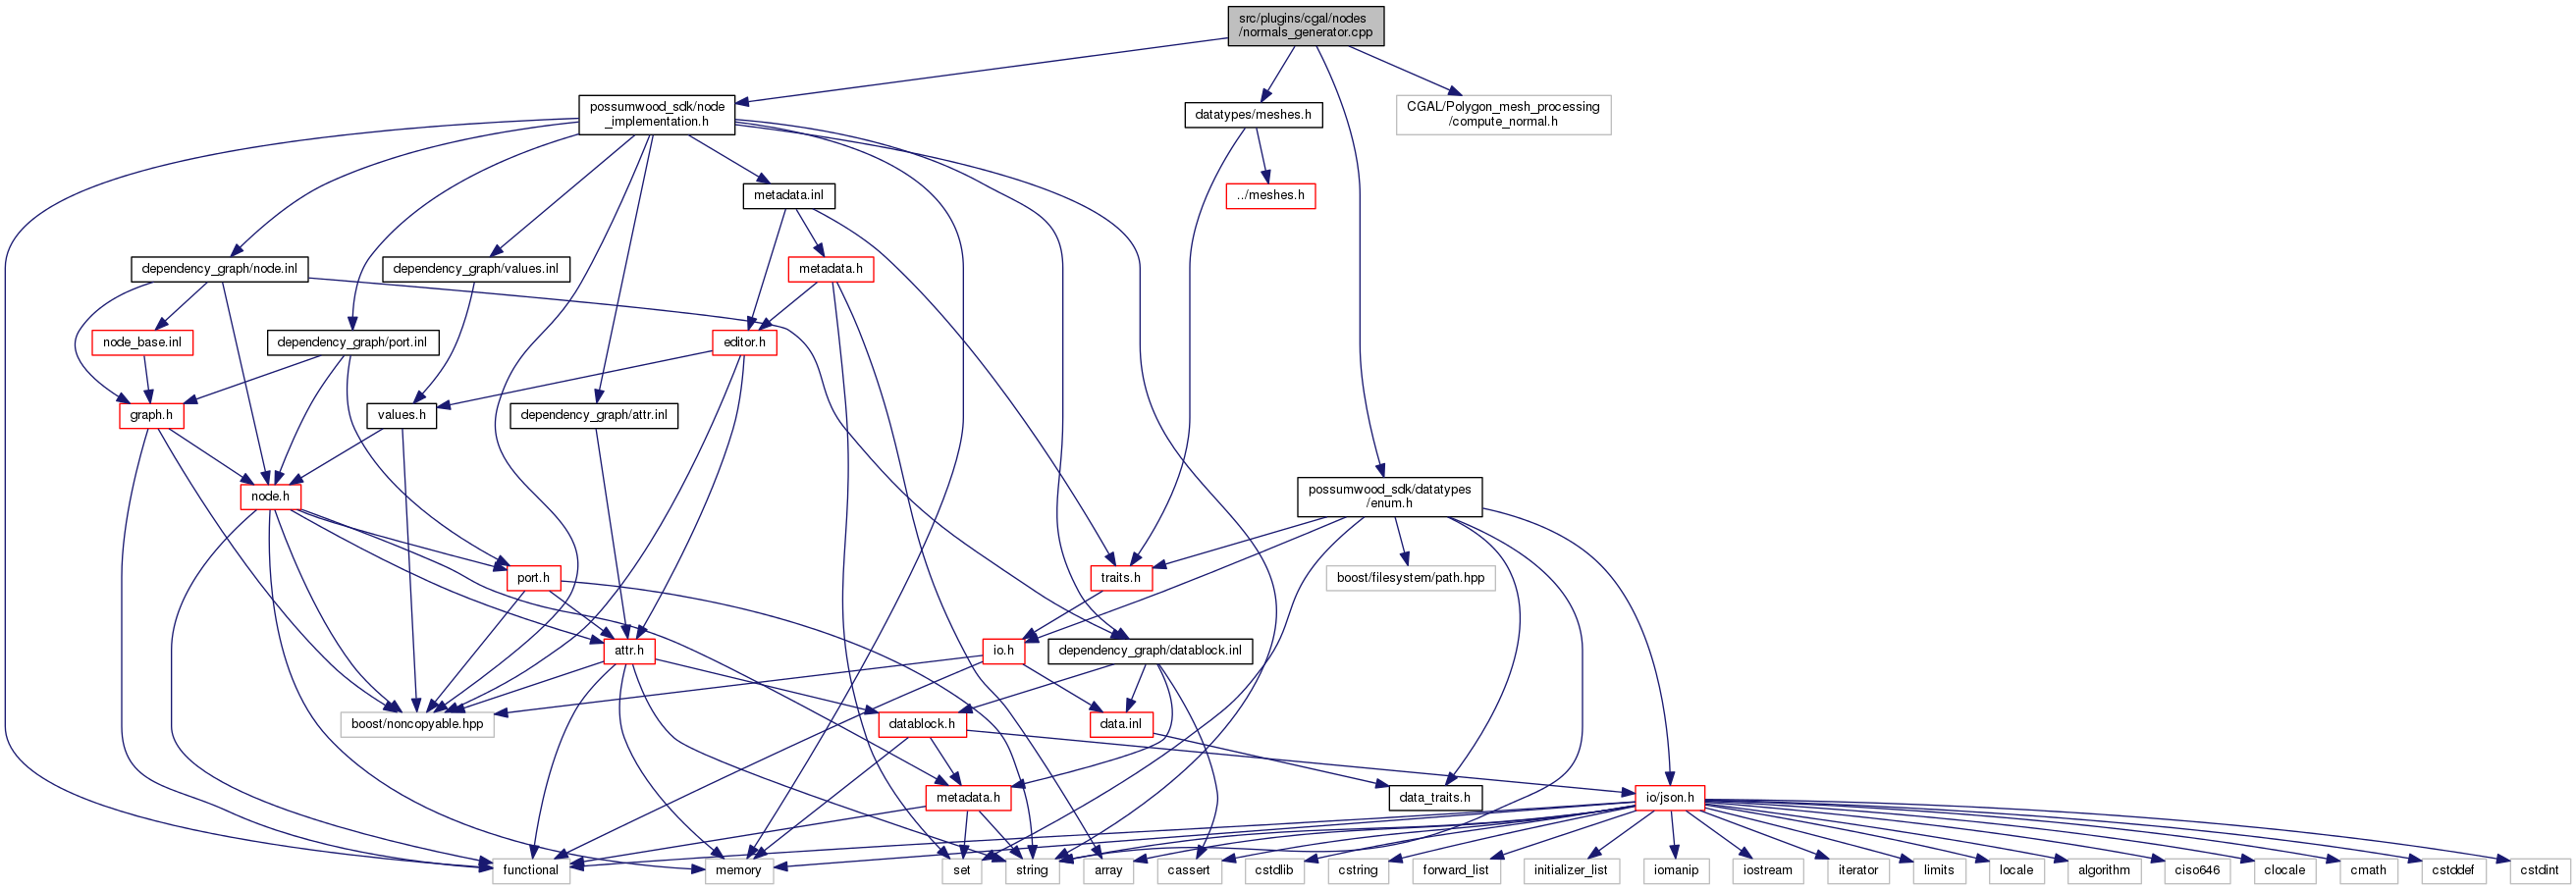 src/plugins/cgal/nodes
/normals_generator.cpp
possumwood_sdk/node
_implementation.h
datatypes/meshes.h
CGAL/Polygon_mesh_processing
/compute_normal.h
metadata.inl
../meshes.h
dependency_graph/node.inl
dependency_graph/values.inl
metadata.h
node_base.inl
dependency_graph/port.inl
editor.h
graph.h
values.h
dependency_graph/attr.inl
node.h
possumwood_sdk/datatypes
/enum.h
port.h
traits.h
boost/filesystem/path.hpp
attr.h
io.h
dependency_graph/datablock.inl
boost/noncopyable.hpp
datablock.h
data.inl
metadata.h
data_traits.h
io/json.h
functional
memory
set
string
array
cassert
cstdlib
cstring
forward_list
initializer_list
iomanip
iostream
iterator
limits
locale
algorithm
ciso646
clocale
cmath
cstddef
cstdint